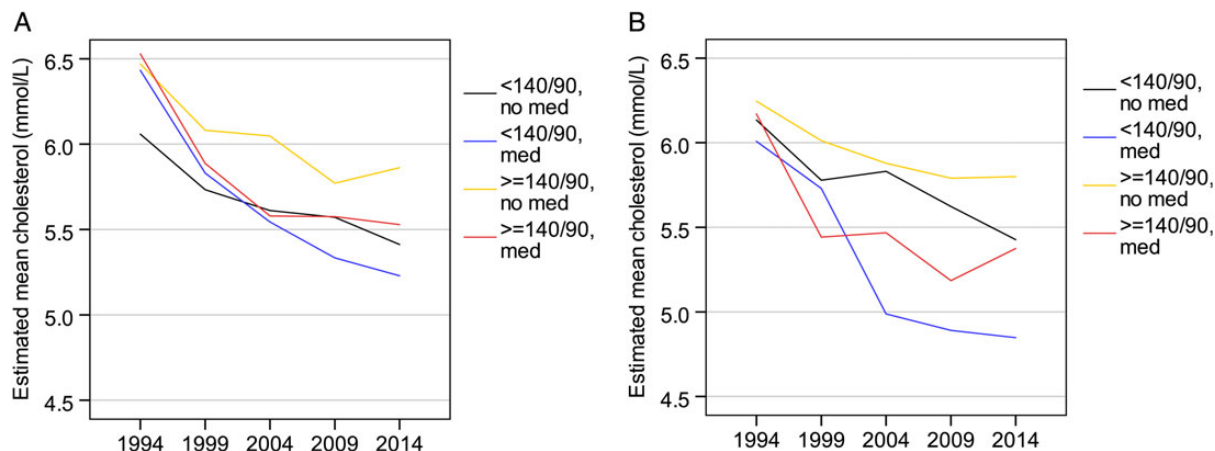 A
Estimated mean cholesterol (mmol/L)
6.5
6.0
5.5
5.0
4.5
1994 1999 2004 2009 2014
<140/90,
no med
<140/90,
med
>=140/90,
no med
>=140/90,
med
B
Estimated mean cholesterol (mmol/L)
6.5
6.0
5.5
5.0
4.5
1994 1999 2004 2009 2014
<140/90,
no med
<140/90,
med
>=140/90,
no med
>=140/90,
med